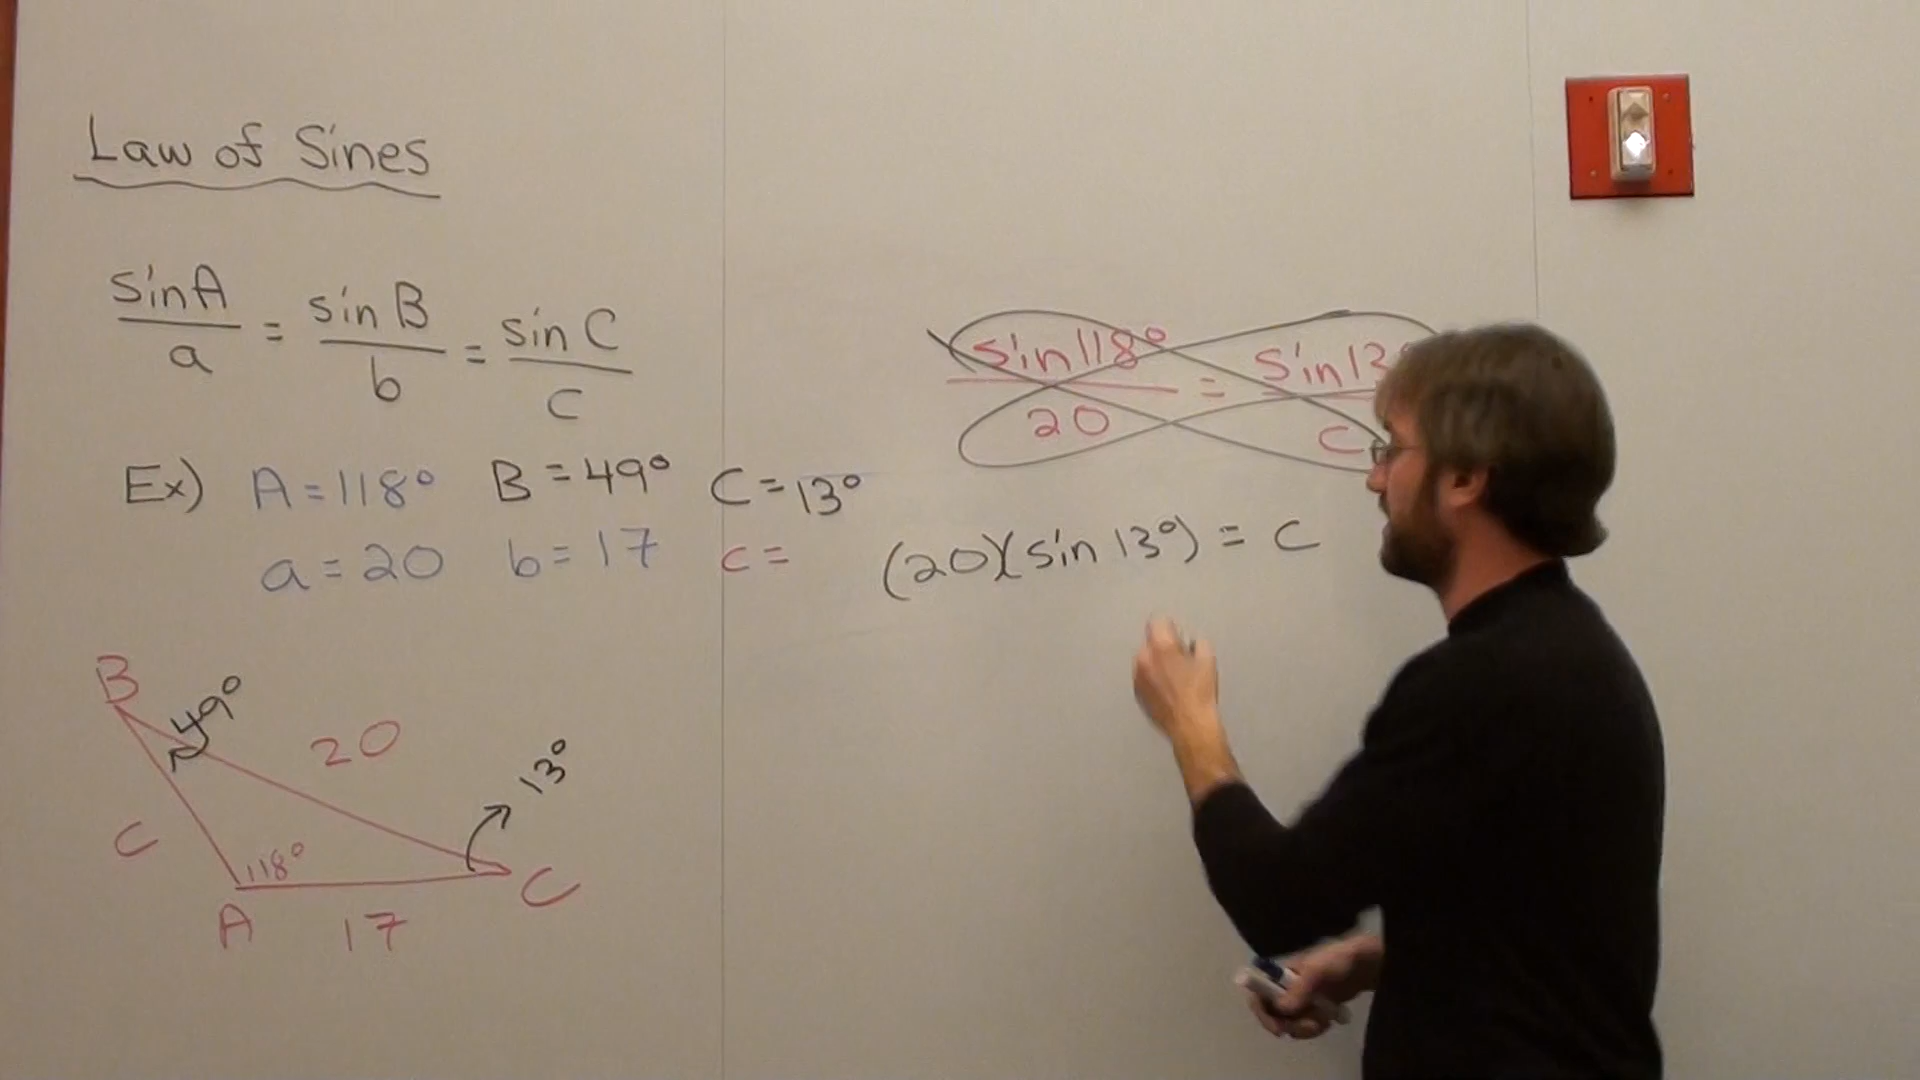 Law of Sines
sin A / a = sin B / b = sin C / c
Ex) A = 118° B = 49° C = 13°
a = 20 b = 17 c =
B
49°
20
13°
C
118°
C
A
17
sin 118° / 20 = sin 13 / C
(20)(sin 13°) = C